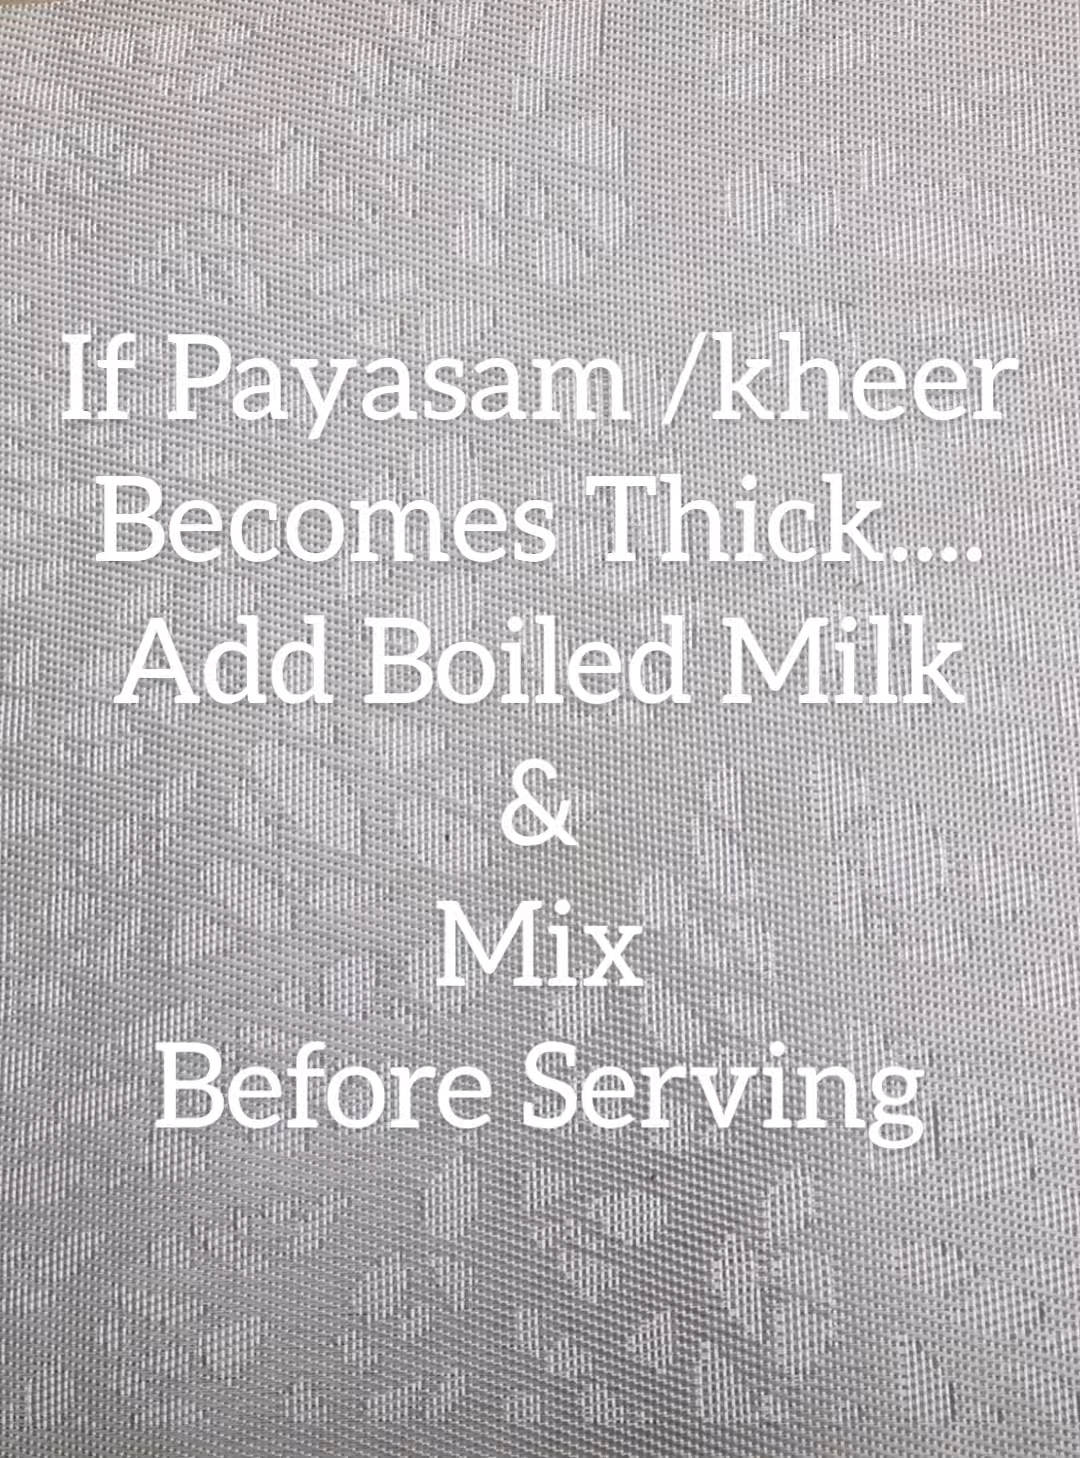 If Payasam /kheer
Becomes Thick....
Add Boiled Milk
&
Mix
Before Serving